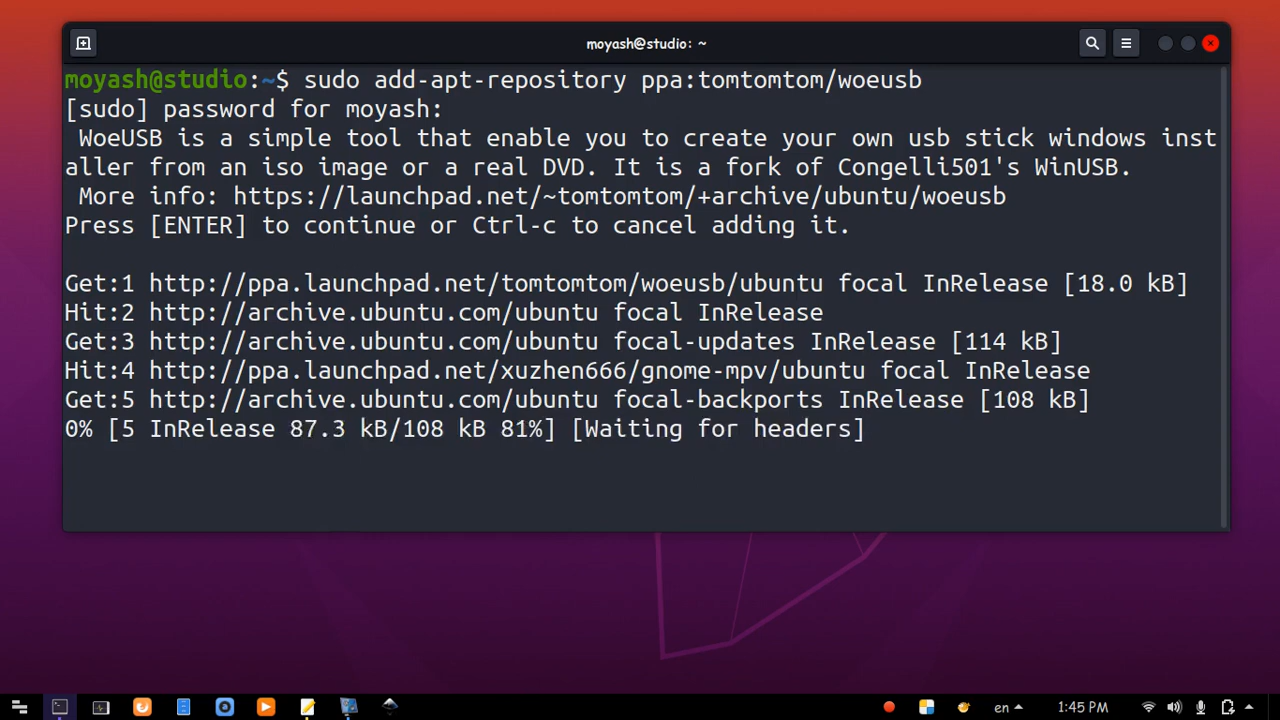 moyash@studio: ~
moyash@studio:~$ sudo add-apt-repository ppa:tomtomtom/woeusb
[sudo] password for moyash:
WoeUSB is a simple tool that enable you to create your own usb stick windows inst
aller from an iso image or a real DVD. It is a fork of Congelli501's WinUSB.
More info: https://launchpad.net/~tomtomtom/+archive/ubuntu/woeusb
Press [ENTER] to continue or Ctrl-c to cancel adding it.
Get:1 http://ppa.launchpad.net/tomtomtom/woeusb/ubuntu focal InRelease [18.0 kB]
Hit:2 http://archive.ubuntu.com/ubuntu focal InRelease
Get:3 http://archive.ubuntu.com/ubuntu focal-updates InRelease [114 kB]
Hit:4 http://ppa.launchpad.net/xuzhen666/gnome-mpv/ubuntu focal InRelease
Get:5 http://archive.ubuntu.com/ubuntu focal-backports InRelease [108 kB]
0% [5 InRelease 87.3 kB/108 kB 81%] [Waiting for headers]
en 1:45 PM